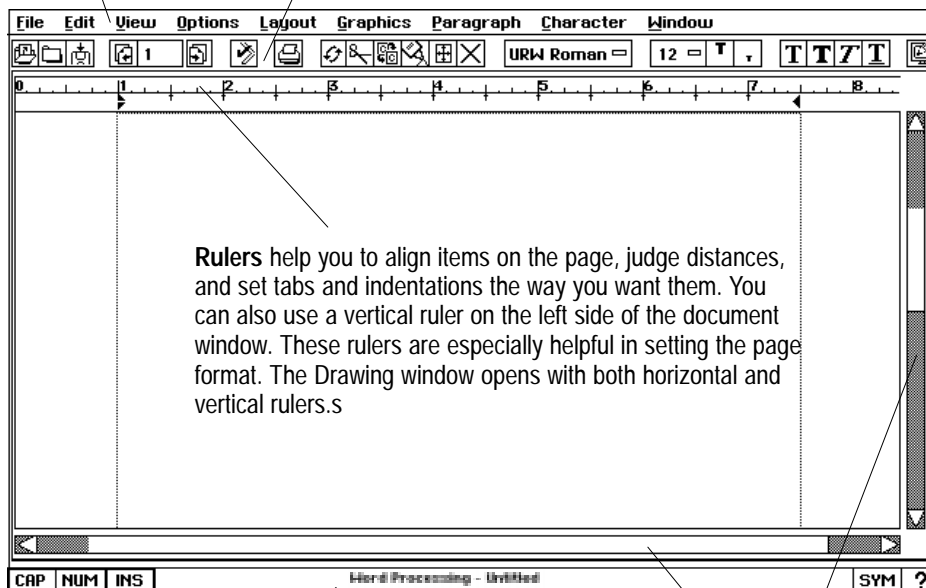 File Edit View Options Layout Graphics Paragraph Character Window
1 URW Roman 12 T T T T T T
0 1 2 3 4 5 6 7 8
Rulers help you to align items on the page, judge distances,
and set tabs and indentations the way you want them. You
can also use a vertical ruler on the left side of the document
window. These rulers are especially helpful in setting the page
format. The Drawing window opens with both horizontal and
vertical rulers.s
CAP NUM INS Word Processing - Untitled SYM ?